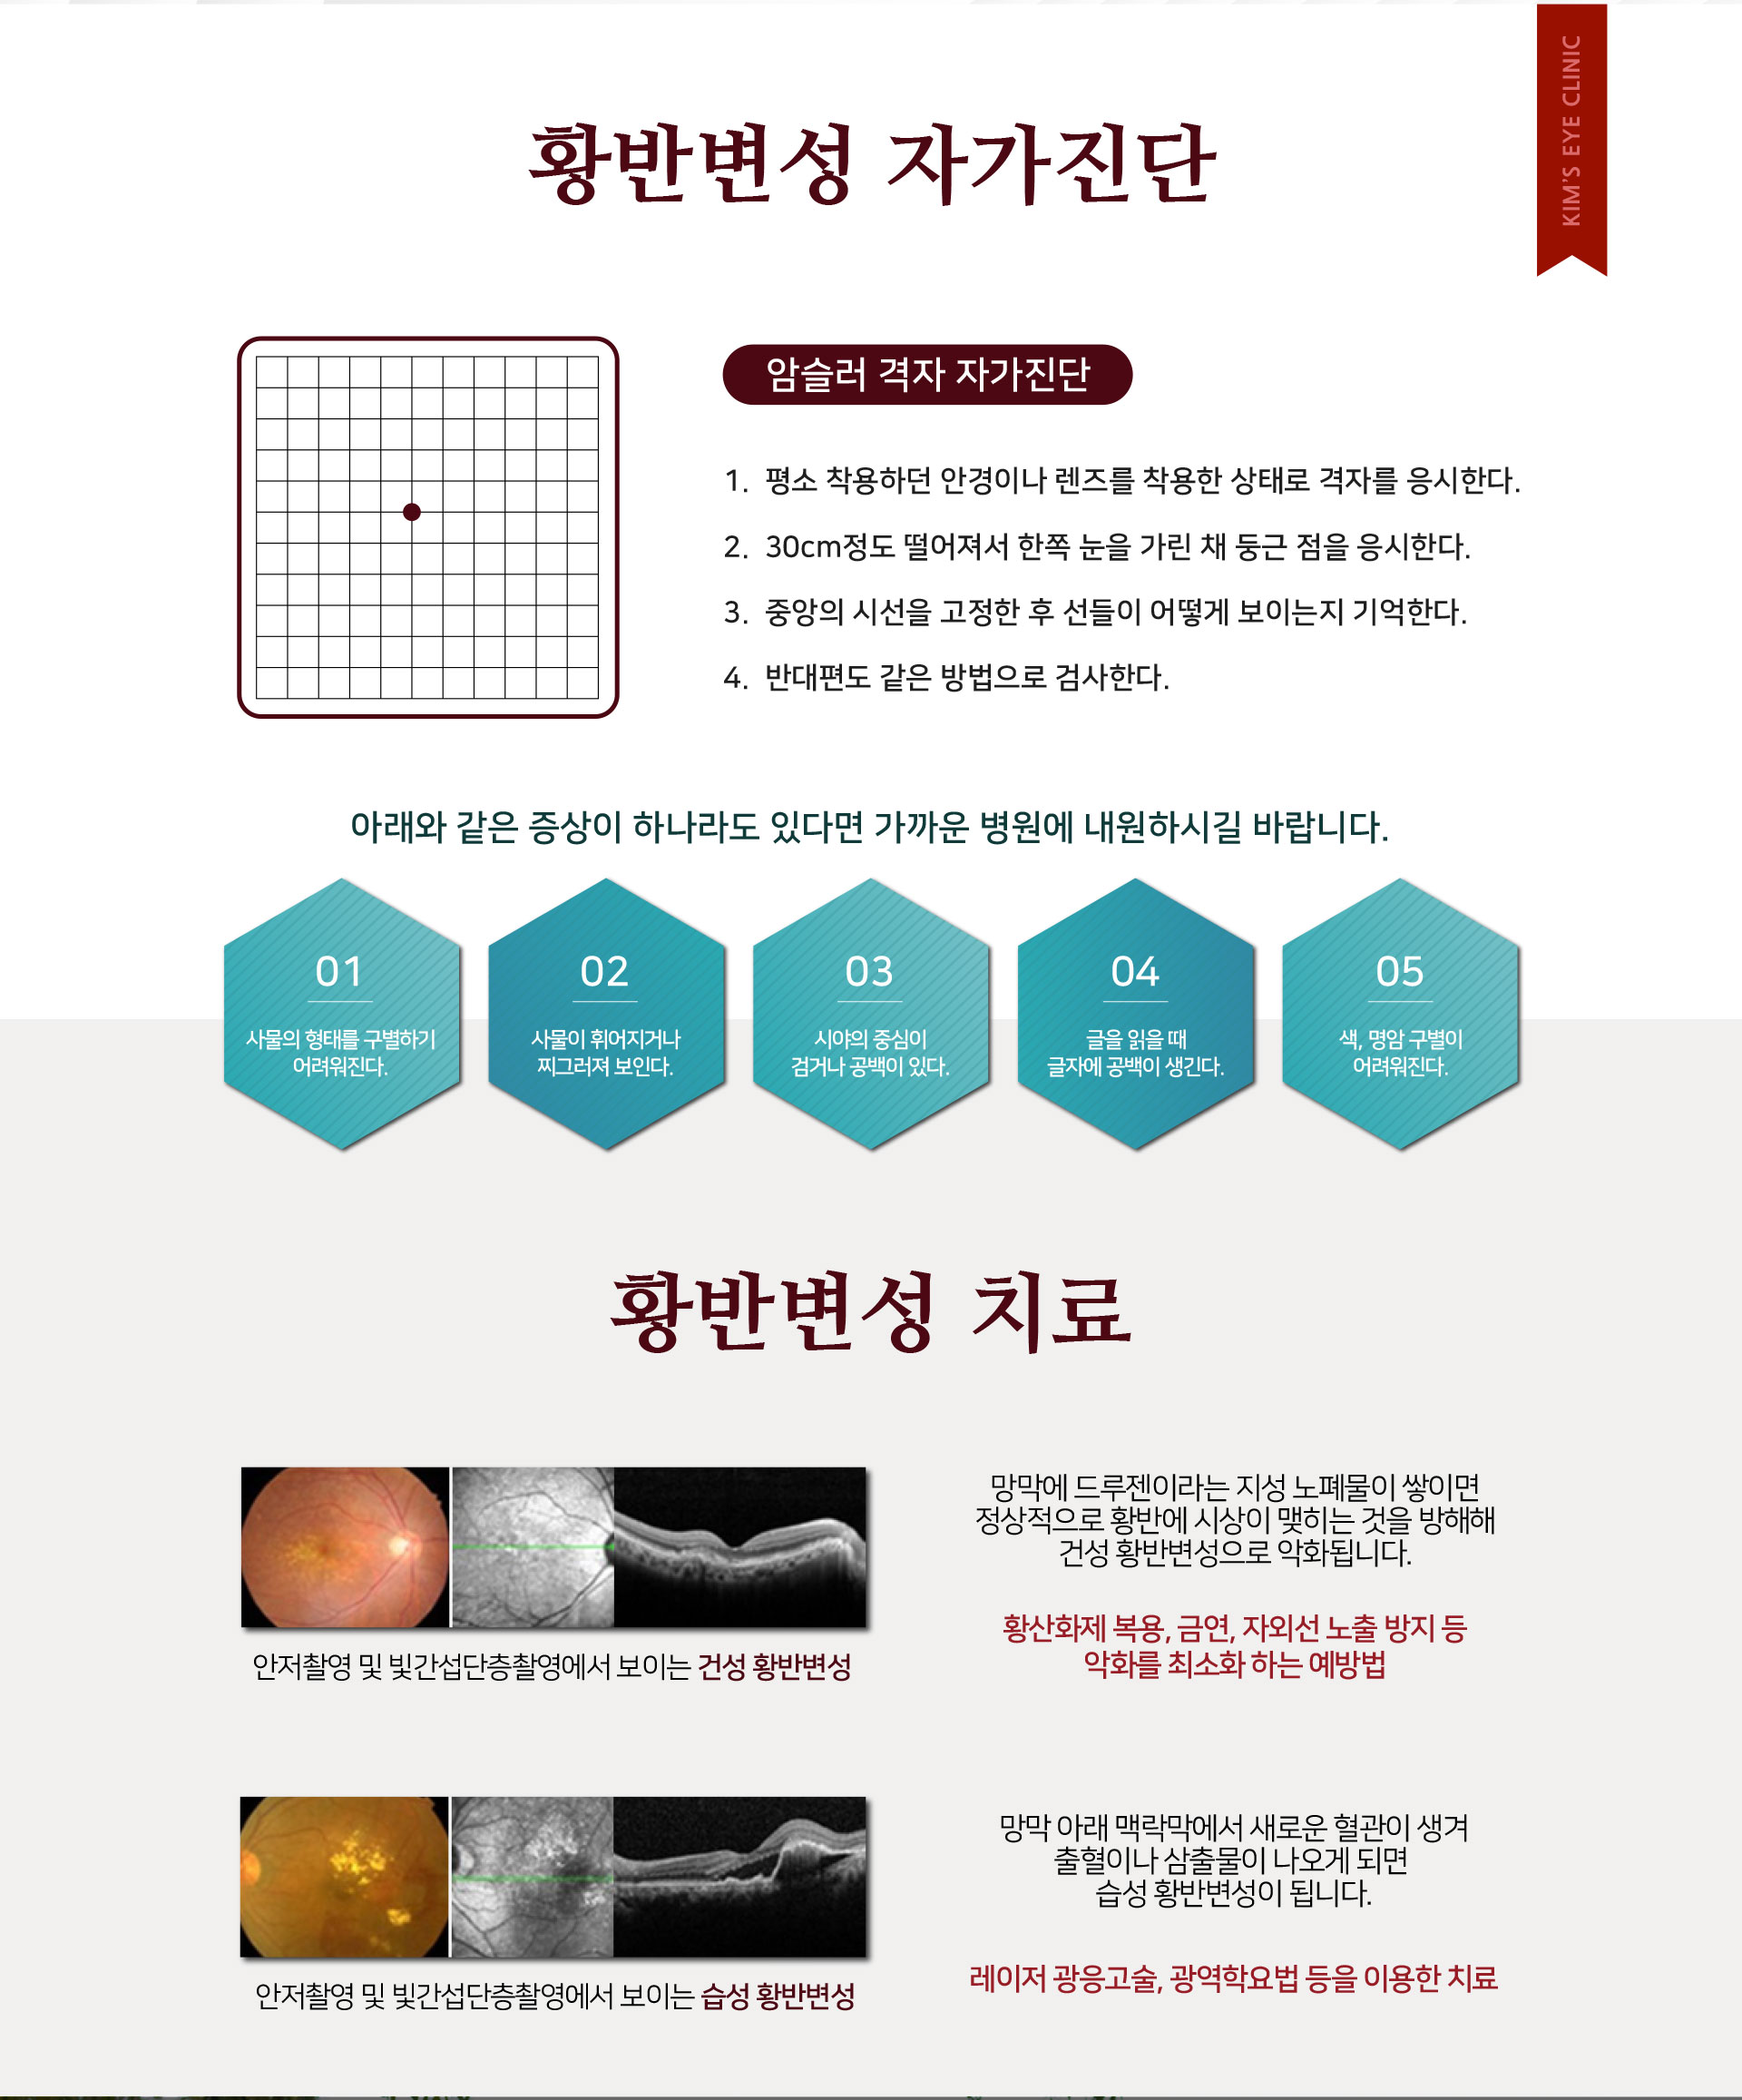 KIM'S EYE CLINIC
황반변성 자가진단
암슬러 격자 자가진단
1. 평소 착용하던 안경이나 렌즈를 착용한 상태로 격자를 응시한다.
2. 30cm정도 떨어져서 한쪽 눈을 가린 채 둥근 점을 응시한다.
3. 중앙의 시선을 고정한 후 선들이 어떻게 보이는지 기억한다.
4. 반대편도 같은 방법으로 검사한다.
아래와 같은 증상이 하나라도 있다면 가까운 병원에 내원하시길 바랍니다.
01
사물의 형태를 구별하기
어려워진다.
02
사물이 휘어지거나
찌그러져 보인다.
03
시야의 중심이
검거나 공백이 있다.
04
글을 읽을 때
글자에 공백이 생긴다.
05
색, 명암 구별이
어려워진다.
황반변성 치료
안저촬영 및 빛간섭단층촬영에서 보이는 건성 황반변성
망막에 드루젠이라는 지성 노폐물이 쌓이면
정상적으로 황반에 시상이 맺히는 것을 방해해
건성 황반변성으로 악화됩니다.
황산화제 복용, 금연, 자외선 노출 방지 등
악화를 최소화 하는 예방법
안저촬영 및 빛간섭단층촬영에서 보이는 습성 황반변성
망막 아래 맥락막에서 새로운 혈관이 생겨
출혈이나 삼출물이 나오게 되면
습성 황반변성이 됩니다.
레이저 광응고술, 광역학요법 등을 이용한 치료